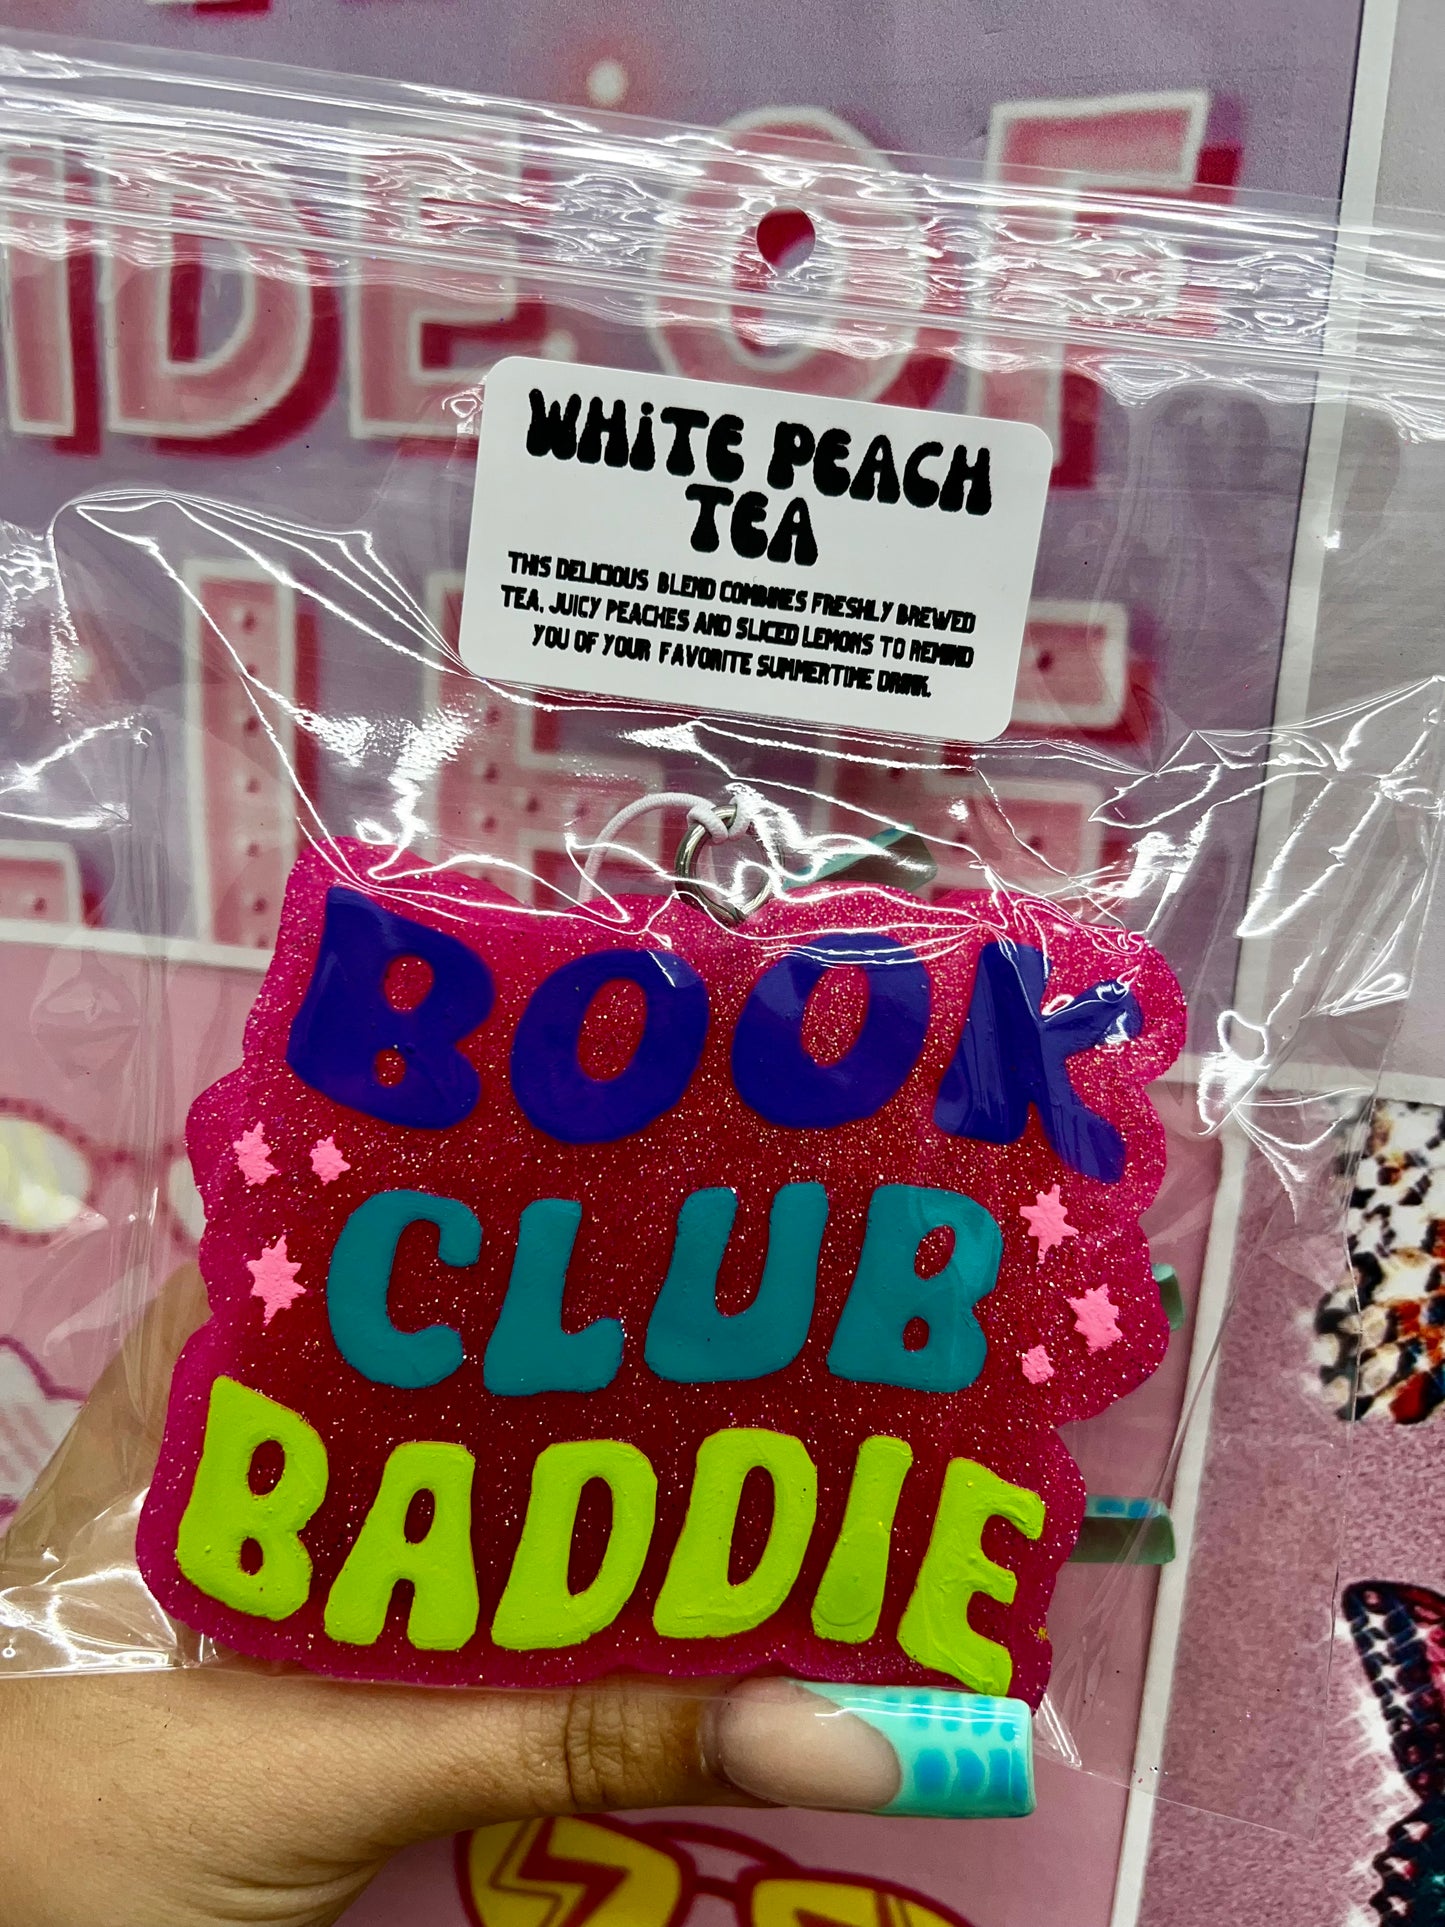 WHiTE PEACH
TEA
THIS DELICIOUS BLEND COMBINES FRESHLY BREWED
TEA, JUICY PEACHES AND SLICED LEMONS TO REMIND
YOU OF YOUR FAVORITE SUMMERTIME DRINK.
BOOK
CLUB
BADDIE